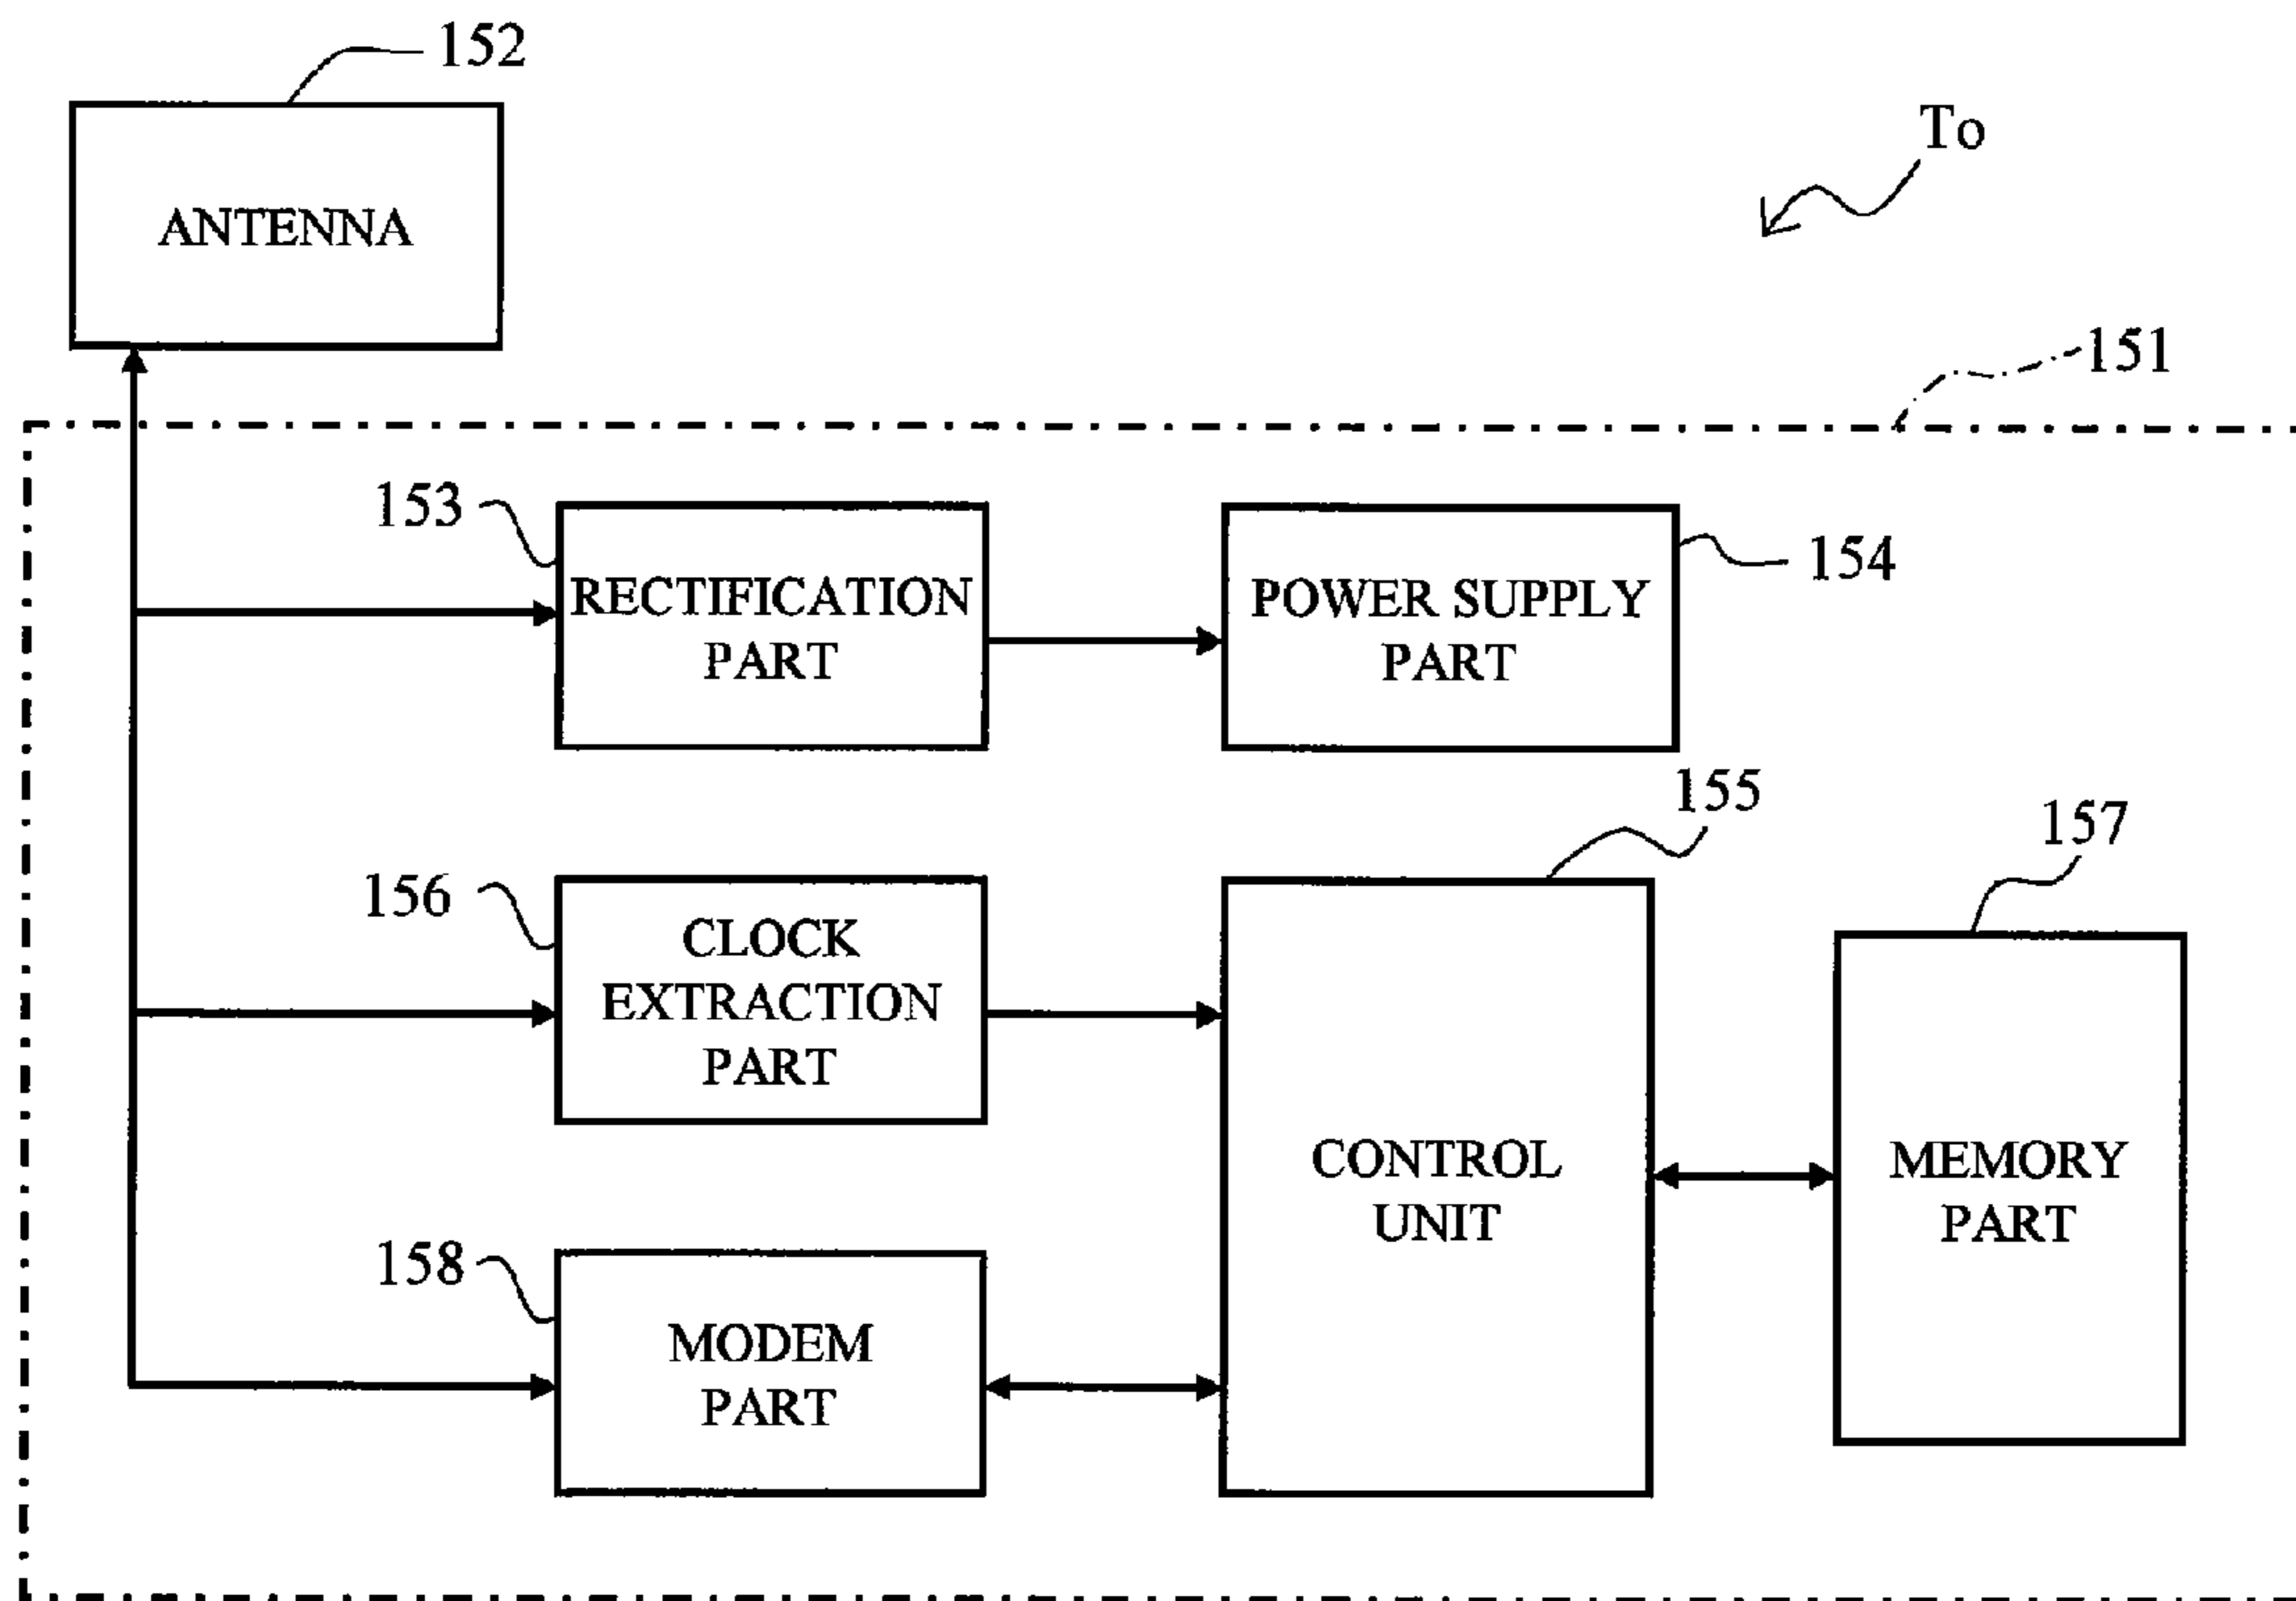 152
ANTENNA
To
151
153
RECTIFICATION
PART
POWER SUPPLY
PART
154
155
157
156
CLOCK
EXTRACTION
PART
CONTROL
UNIT
MEMORY
PART
158
MODEM
PART